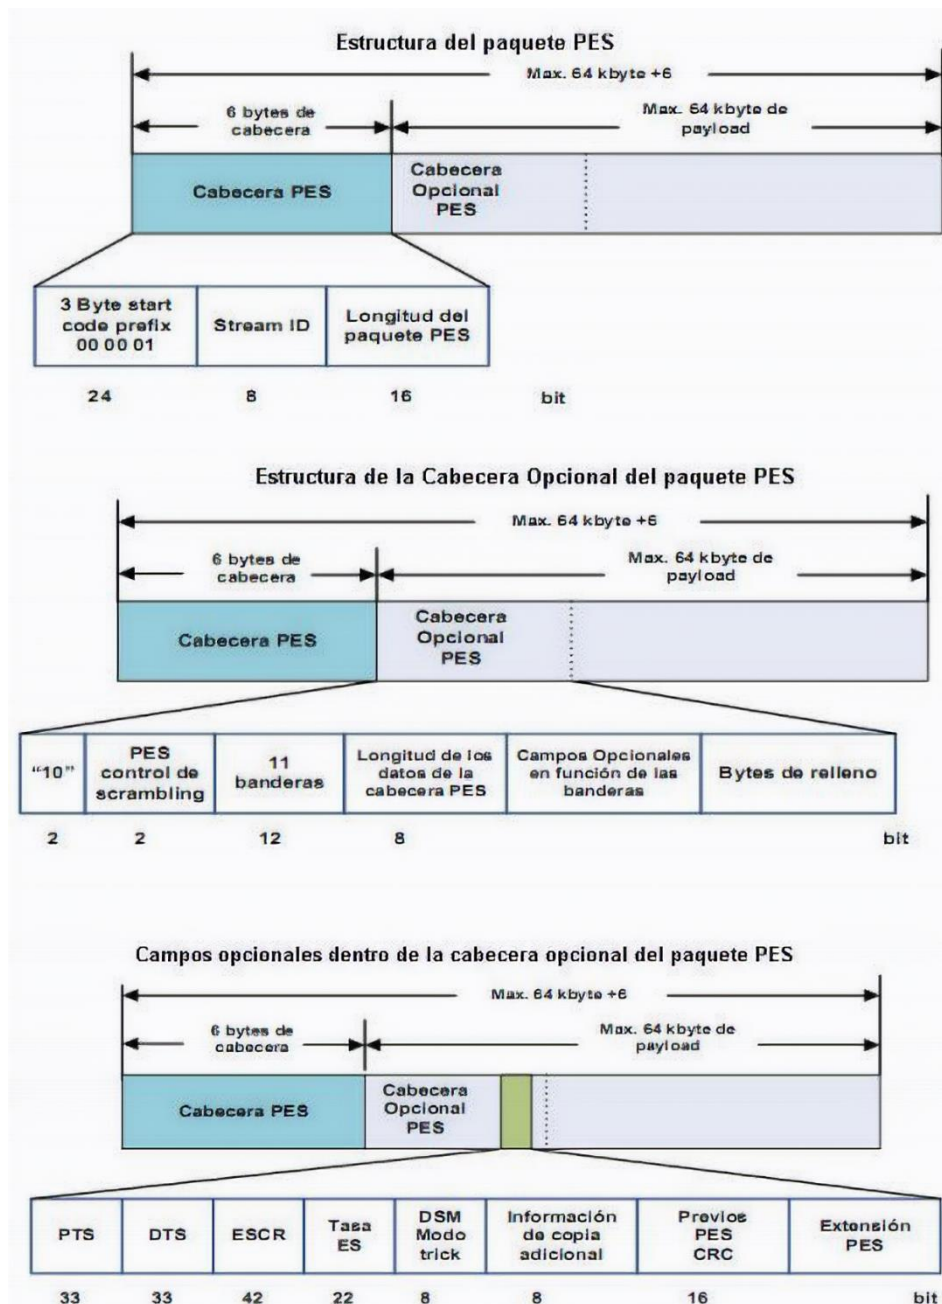 Estructura del paquete PES
Max. 64 kbyte +6
6 bytes de
cabecera
Max. 64 kbyte de
payload
Cabecera PES
Cabecera
Opcional
PES
3 Byte start
code prefix
00 00 01
Stream ID
Longitud del
paquete PES
24 8 16 bit
Estructura de la Cabecera Opcional del paquete PES
Max. 64 kbyte +6
6 bytes de
cabecera
Max. 64 kbyte de
payload
Cabecera PES
Cabecera
Opcional
PES
“10”
PES
control de
scrambling
11
banderas
Longitud de los
datos de la
cabecera PES
Campos Opcionales
en función de las
banderas
Bytes de relleno
2 2 12 8 bit
Campos opcionales dentro de la cabecera opcional del paquete PES
Max. 64 kbyte +6
6 bytes de
cabecera
Max. 64 kbyte de
payload
Cabecera PES
Cabecera
Opcional
PES
PTS
DTS
ESCR
Tasa
ES
DSM
Modo
trick
Información
de copia
adicional
Previos
PES
CRC
Extensión
PES
33 33 42 22 8 8 16 bit